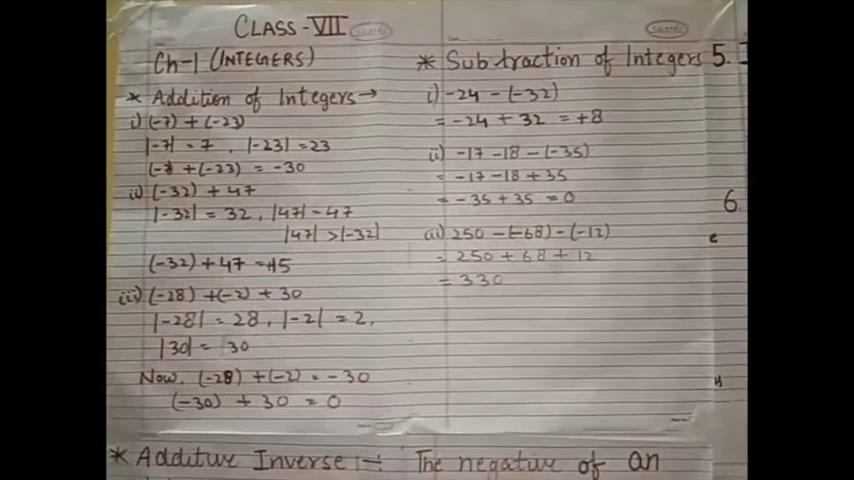 CLASS-VII
Ch-1 (INTEGERS)
* Addition of Integers→
i) (-7) + (-23)
|-7| = 7, |-23| = 23
(-7) + (-23) = -30
ii) (-32) + 47
|-32| = 32, |47| = 47
|47| > |-32|
(-32) + 47 = +15
iii) (-28) + (-2) + 30
|-28| = 28, |-2| = 2,
|30| = 30
Now, (-28) + (-2) = -30
(-30) + 30 = 0
* Subtraction of Integers
i) -24 - (-32)
= -24 + 32 = +8
ii) -17 -18 - (-35)
= -17 -18 + 35
= -35 + 35 = 0
iii) 250 - (-68) - (-12)
= 250 + 68 + 12
= 330
5.
6.
* Additive Inverse :- The negative of an